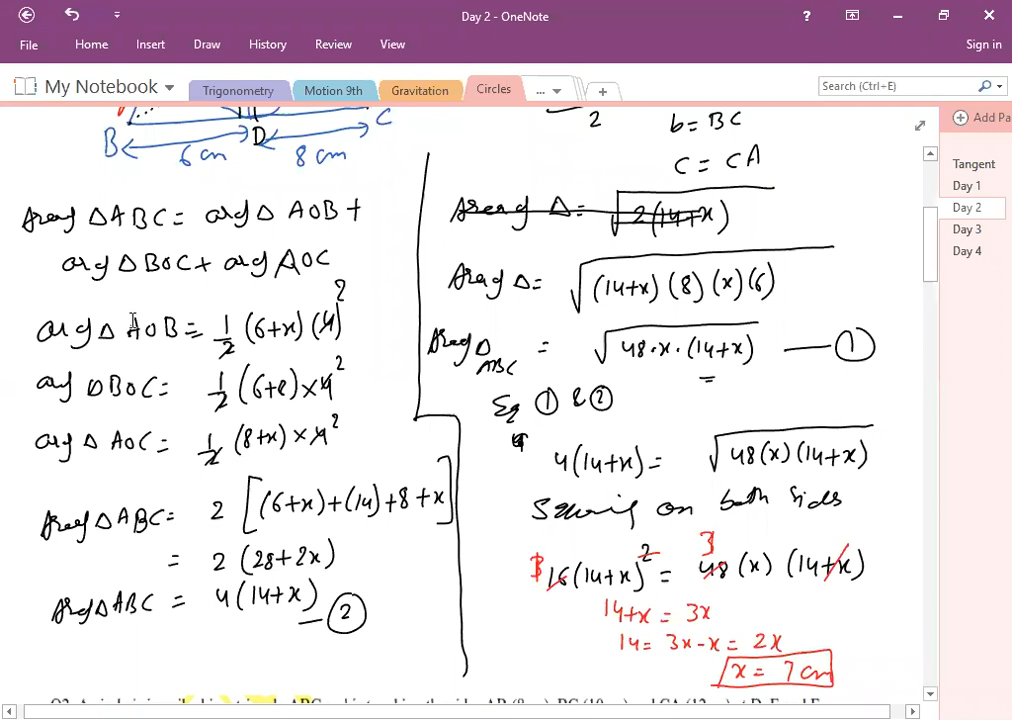 Day 2 - OneNote
?
File
Home
Insert
Draw
History
Review
View
Sign in
My Notebook
Trigonometry
Motion 9th
Gravitation
Circles
...
+
Search (Ctrl+E)
Add Pa
Tangent
Day 1
Day 2
Day 3
Day 4
B
D
C
6 cm
8 cm
Area of Δ ABC = ar of Δ AOB +
ar of Δ BOC + ar of AOC
ar of Δ AOB = 1/2 (6+x) (4) 2
ar of Δ BOC = 1/2 (6+8) × 4 2
ar of Δ AOC = 1/2 (8+x) × 4 2
Area of Δ ABC = 2 [(6+x) + (14) + 8 + x]
= 2 (28+2x)
Area of Δ ABC = 4 (14+x) — 2
2
b = BC
C = CA
Area of Δ = √2(14+x)
Area of Δ = √(14+x) (8) (x) (6)
Area of Δ ABC = √48·x·(14+x) — 1
Eq 1 & 2
4(14+x) = √48(x) (14+x)
Squaring on both sides
16(14+x)² = 48 3 (x) (14+x)
14+x = 3x
14 = 3x-x = 2x
x = 7 cm